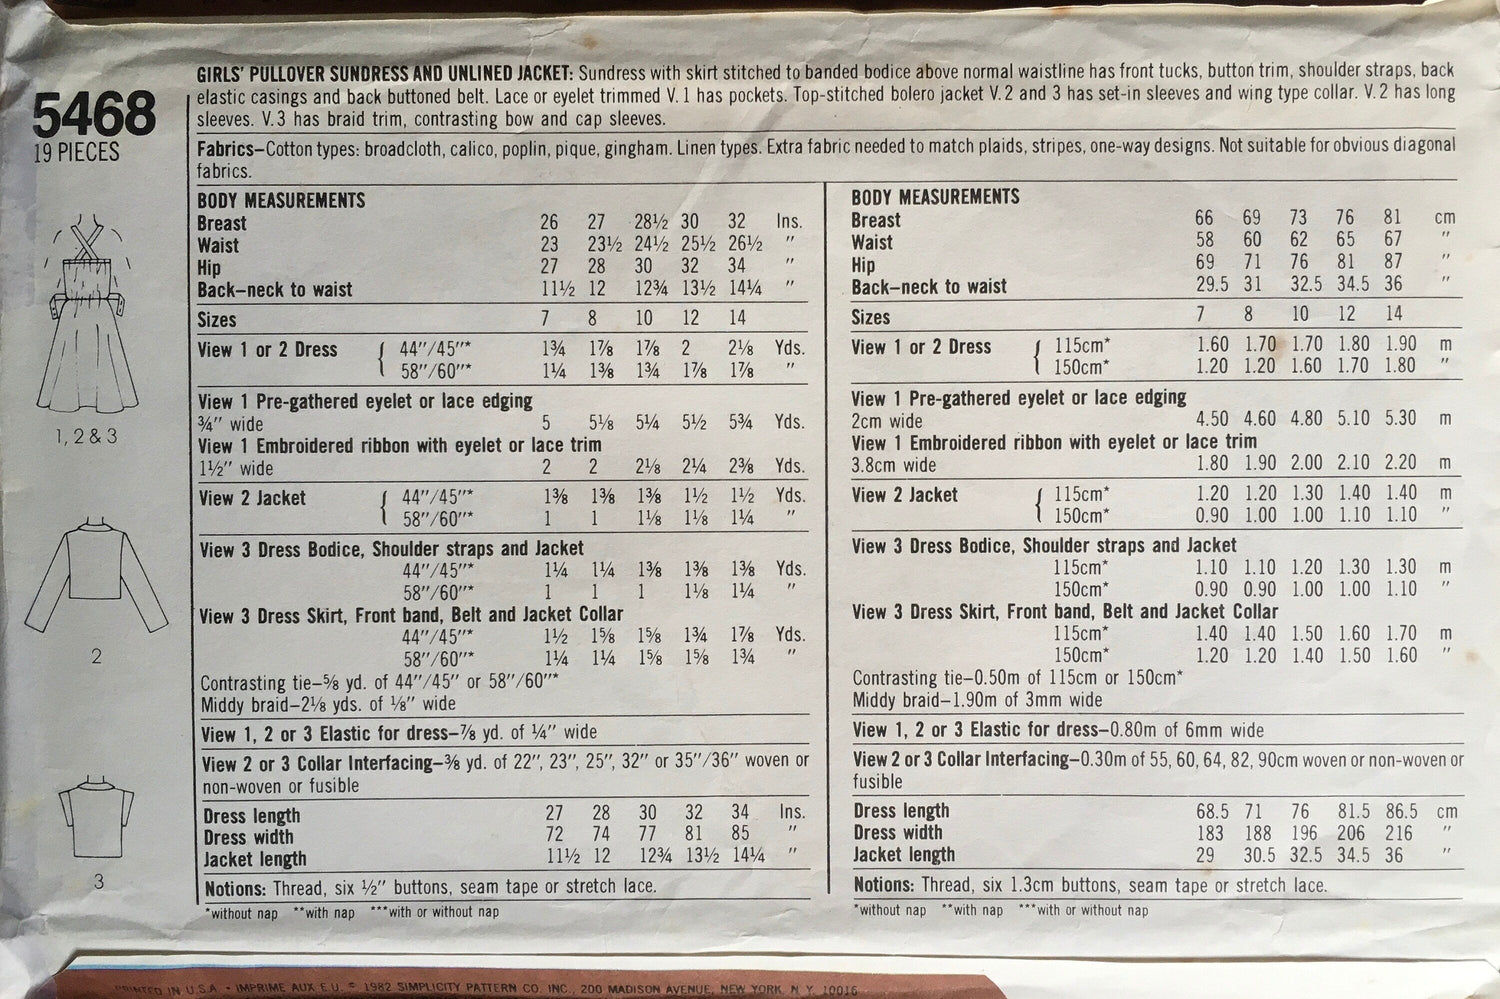 5468
19 PIECES
1, 2 & 3
2
3
GIRLS' PULLOVER SUNDRESS AND UNLINED JACKET: Sundress with skirt stitched to banded bodice above normal waistline has front tucks, button trim, shoulder straps, back
elastic casings and back buttoned belt. Lace or eyelet trimmed V. 1 has pockets. Top-stitched bolero jacket V. 2 and 3 has set-in sleeves and wing type collar. V. 2 has long
sleeves. V. 3 has braid trim, contrasting bow and cap sleeves.
Fabrics–Cotton types: broadcloth, calico, poplin, pique, gingham. Linen types. Extra fabric needed to match plaids, stripes, one-way designs. Not suitable for obvious diagonal
fabrics.
BODY MEASUREMENTS
Breast 26 27 28½ 30 32 Ins.
Waist 23 23½ 24½ 25½ 26½ "
Hip 27 28 30 32 34 "
Back–neck to waist 11½ 12 12¾ 13½ 14¼ "
Sizes 7 8 10 12 14
View 1 or 2 Dress { 44"/45"* 1¾ 1⅞ 1⅞ 2 2⅛ Yds.
58"/60"* 1¼ 1⅜ 1¾ 1⅞ 1⅞ "
View 1 Pre-gathered eyelet or lace edging
¾" wide 5 5⅛ 5¼ 5½ 5¾ Yds.
View 1 Embroidered ribbon with eyelet or lace trim
1½" wide 2 2 2⅛ 2¼ 2⅜ Yds.
View 2 Jacket { 44"/45"* 1⅜ 1⅜ 1⅜ 1½ 1½ Yds.
58"/60"* 1 1 1⅛ 1⅛ 1¼ "
View 3 Dress Bodice, Shoulder straps and Jacket
44"/45"* 1¼ 1¼ 1⅜ 1⅜ 1⅜ Yds.
58"/60"* 1 1 1 1⅛ 1¼ "
View 3 Dress Skirt, Front band, Belt and Jacket Collar
44"/45"* 1½ 1⅝ 1⅝ 1¾ 1⅞ Yds.
58"/60"* 1¼ 1¼ 1⅝ 1⅝ 1¾ "
Contrasting tie–⅝ yd. of 44"/45" or 58"/60"*
Middy braid–2⅛ yds. of ⅛" wide
View 1, 2 or 3 Elastic for dress–⅞ yd. of ¼" wide
View 2 or 3 Collar Interfacing–⅜ yd. of 22", 23", 25", 32" or 35"/36" woven or
non-woven or fusible
Dress length 27 28 30 32 34 Ins.
Dress width 72 74 77 81 85 "
Jacket length 11½ 12 12¾ 13½ 14¼ "
Notions: Thread, six ½" buttons, seam tape or stretch lace.
*without nap **with nap ***with or without nap
BODY MEASUREMENTS
Breast 66 69 73 76 81 cm
Waist 58 60 62 65 67 "
Hip 69 71 76 81 87 "
Back–neck to waist 29.5 31 32.5 34.5 36 "
Sizes 7 8 10 12 14
View 1 or 2 Dress { 115cm* 1.60 1.70 1.70 1.80 1.90 m
150cm* 1.20 1.20 1.60 1.70 1.80 "
View 1 Pre-gathered eyelet or lace edging
2cm wide 4.50 4.60 4.80 5.10 5.30 m
View 1 Embroidered ribbon with eyelet or lace trim
3.8cm wide 1.80 1.90 2.00 2.10 2.20 m
View 2 Jacket { 115cm* 1.20 1.20 1.30 1.40 1.40 m
150cm* 0.90 1.00 1.00 1.10 1.10 "
View 3 Dress Bodice, Shoulder straps and Jacket
115cm* 1.10 1.10 1.20 1.30 1.30 m
150cm* 0.90 0.90 1.00 1.00 1.10 "
View 3 Dress Skirt, Front band, Belt and Jacket Collar
115cm* 1.40 1.40 1.50 1.60 1.70 m
150cm* 1.20 1.20 1.40 1.50 1.60 "
Contrasting tie–0.50m of 115cm or 150cm*
Middy braid–1.90m of 3mm wide
View 1, 2 or 3 Elastic for dress–0.80m of 6mm wide
View 2 or 3 Collar Interfacing–0.30m of 55, 60, 64, 82, 90cm woven or non-woven or
fusible
Dress length 68.5 71 76 81.5 86.5 cm
Dress width 183 188 196 206 216 "
Jacket length 29 30.5 32.5 34.5 36 "
Notions: Thread, six 1.3cm buttons, seam tape or stretch lace.
*without nap **with nap ***with or without nap
PRINTED IN U.S.A. • IMPRIME AUX E.U. © 1982 SIMPLICITY PATTERN CO. INC., 200 MADISON AVENUE, NEW YORK, N. Y. 10016